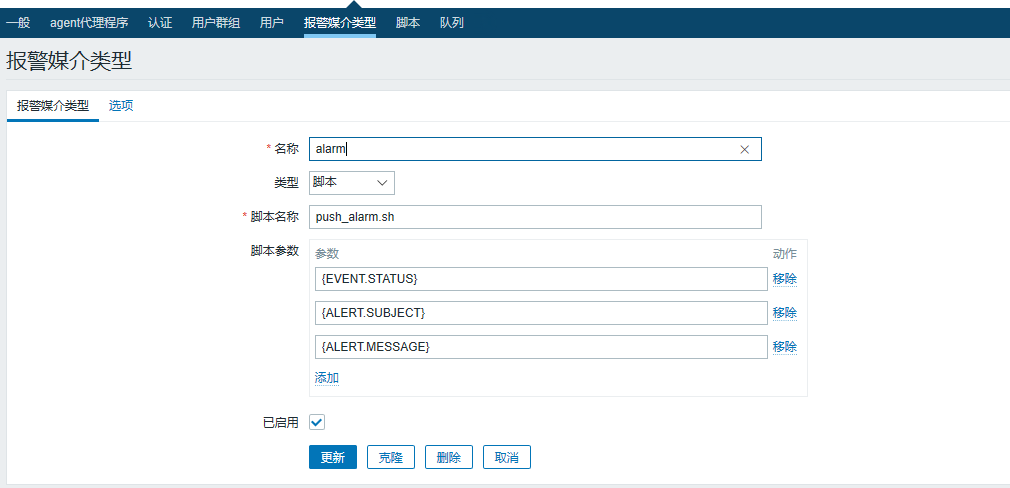 一般 agent代理程序 认证 用户群组 用户 报警媒介类型 脚本 队列
报警媒介类型
报警媒介类型 选项
* 名称 alarm
类型 脚本
* 脚本名称 push_alarm.sh
脚本参数 参数 动作
{EVENT.STATUS} 移除
{ALERT.SUBJECT} 移除
{ALERT.MESSAGE} 移除
添加
已启用
更新 克隆 删除 取消